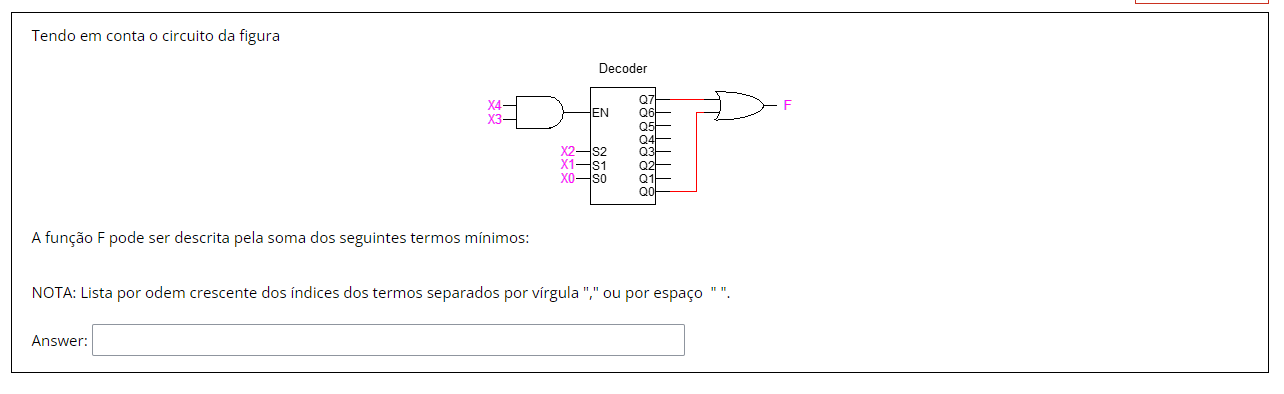 Tendo em conta o circuito da figura
Decoder
X4
X3
EN
X2
X1
X0
S2
S1
S0
Q7
Q6
Q5
Q4
Q3
Q2
Q1
Q0
F
A função F pode ser descrita pela soma dos seguintes termos mínimos:
NOTA: Lista por odem crescente dos índices dos termos separados por vírgula "," ou por espaço " ".
Answer: